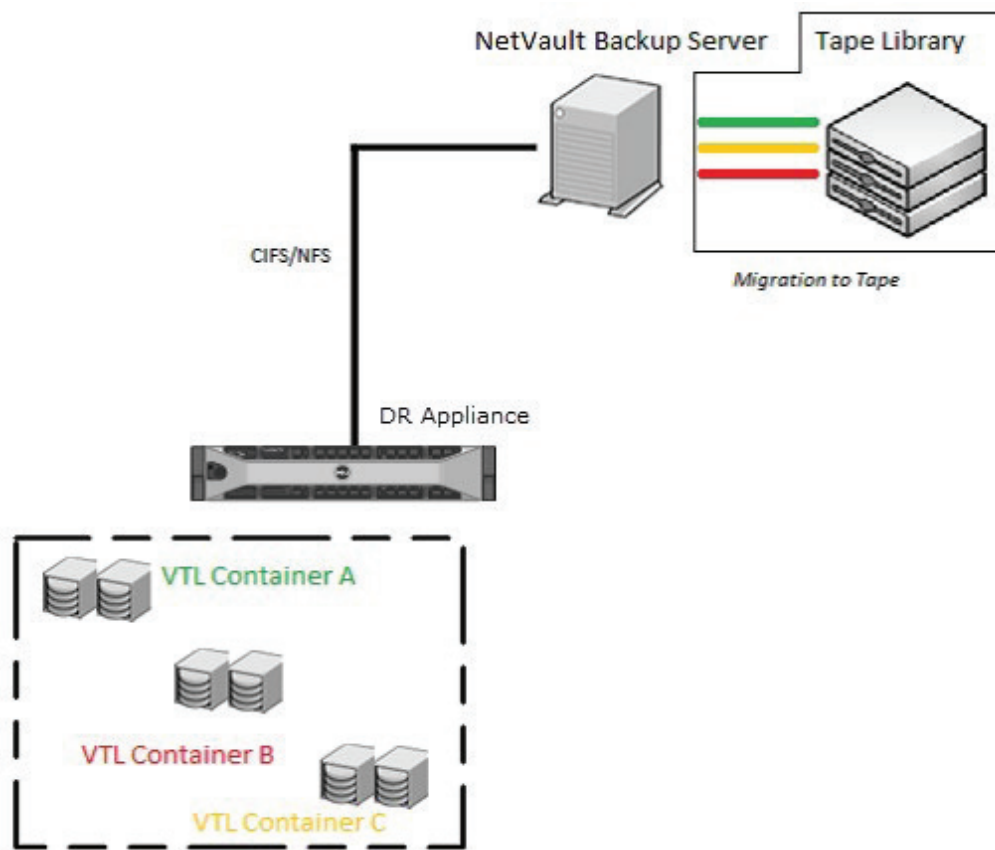 NetVault Backup Server
Tape Library
CIFS/NFS
Migration to Tape
DR Appliance
VTL Container A
VTL Container B
VTL Container C